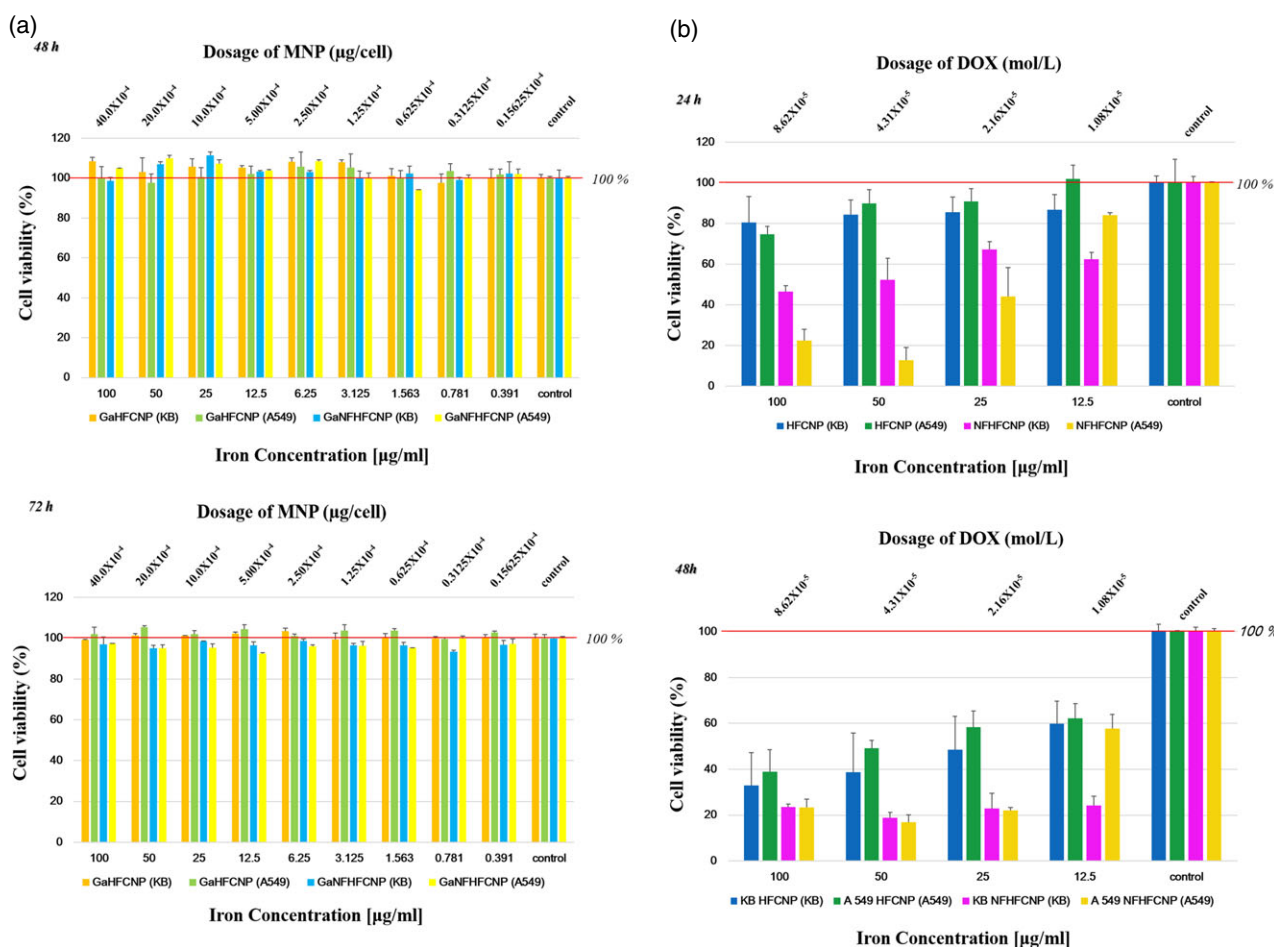 (a)
48 h
Dosage of MNP (µg/cell)
40.0X10⁻⁴ 20.0X10⁻⁴ 10.0X10⁻⁴ 5.00X10⁻⁴ 2.50X10⁻⁴ 1.25X10⁻⁴ 0.625X10⁻⁴ 0.3125X10⁻⁴ 0.15625X10⁻⁴ control
Cell viability (%)
120
100
80
60
40
20
0
100 %
100 50 25 12.5 6.25 3.125 1.563 0.781 0.391 control
GaHFCNP (KB) GaHFCNP (A549) GaNFHFCNP (KB) GaNFHFCNP (A549)
Iron Concentration [µg/ml]
72 h
Dosage of MNP (µg/cell)
40.0X10⁻⁴ 20.0X10⁻⁴ 10.0X10⁻⁴ 5.00X10⁻⁴ 2.50X10⁻⁴ 1.25X10⁻⁴ 0.625X10⁻⁴ 0.3125X10⁻⁴ 0.15625X10⁻⁴ control
Cell viability (%)
120
100
80
60
40
20
0
100 %
100 50 25 12.5 6.25 3.125 1.563 0.781 0.391 control
GaHFCNP (KB) GaHFCNP (A549) GaNFHFCNP (KB) GaNFHFCNP (A549)
Iron Concentration [µg/ml]
(b)
Dosage of DOX (mol/L)
24 h
8.62X10⁻⁵ 4.31X10⁻⁵ 2.16X10⁻⁵ 1.08X10⁻⁵ control
Cell viability (%)
120
100
80
60
40
20
0
100 %
100 50 25 12.5 control
HFCNP (KB) HFCNP (A549) NFHFCNP (KB) NFHFCNP (A549)
Iron Concentration [µg/ml]
Dosage of DOX (mol/L)
48h
8.62X10⁻⁵ 4.31X10⁻⁵ 2.16X10⁻⁵ 1.08X10⁻⁵ control
Cell viability (%)
100
80
60
40
20
0
100 %
100 50 25 12.5 control
KB HFCNP (KB) A 549 HFCNP (A549) KB NFHFCNP (KB) A 549 NFHFCNP (A549)
Iron Concentration [µg/ml]